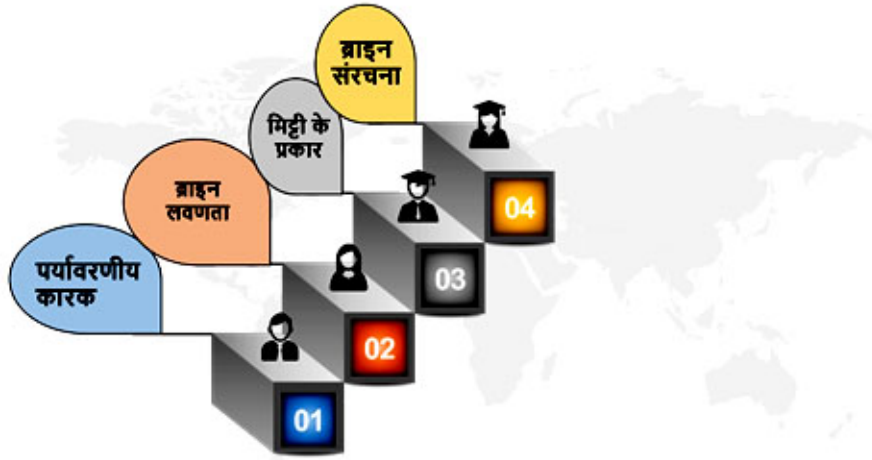 ब्राइन
संरचना
मिट्टी के
प्रकार
ब्राइन
लवणता
पर्यावरणीय
कारक
04
03
02
01